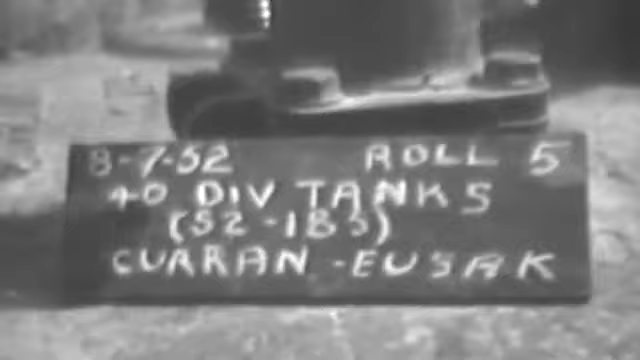 8-7-52 ROLL 5
40 DIV TANKS
(52-183)
CURRAN-EUSAK